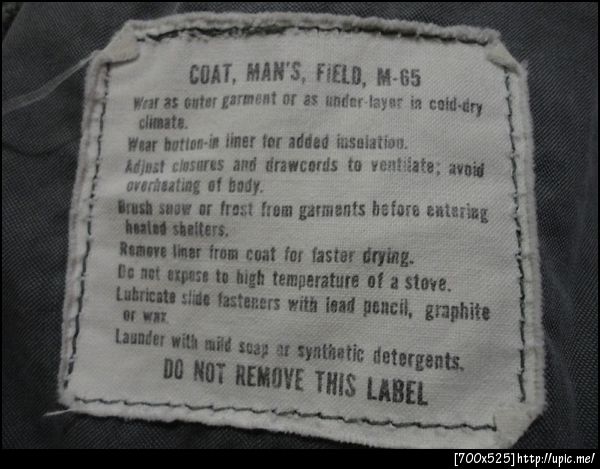 COAT, MAN'S, FIELD, M-65
Wear as outer garment or as under-layer in cold-dry
climate.
Wear button-in liner for added insulation.
Adjust closures and drawcords to ventilate; avoid
overheating of body.
Brush snow or frost from garments before entering
heated shelters.
Remove liner from coat for faster drying.
Do not expose to high temperature of a stove.
Lubricate slide fasteners with lead pencil, graphite
or wax.
Launder with mild soap or synthetic detergents.
DO NOT REMOVE THIS LABEL
[700x525]http://upic.me/